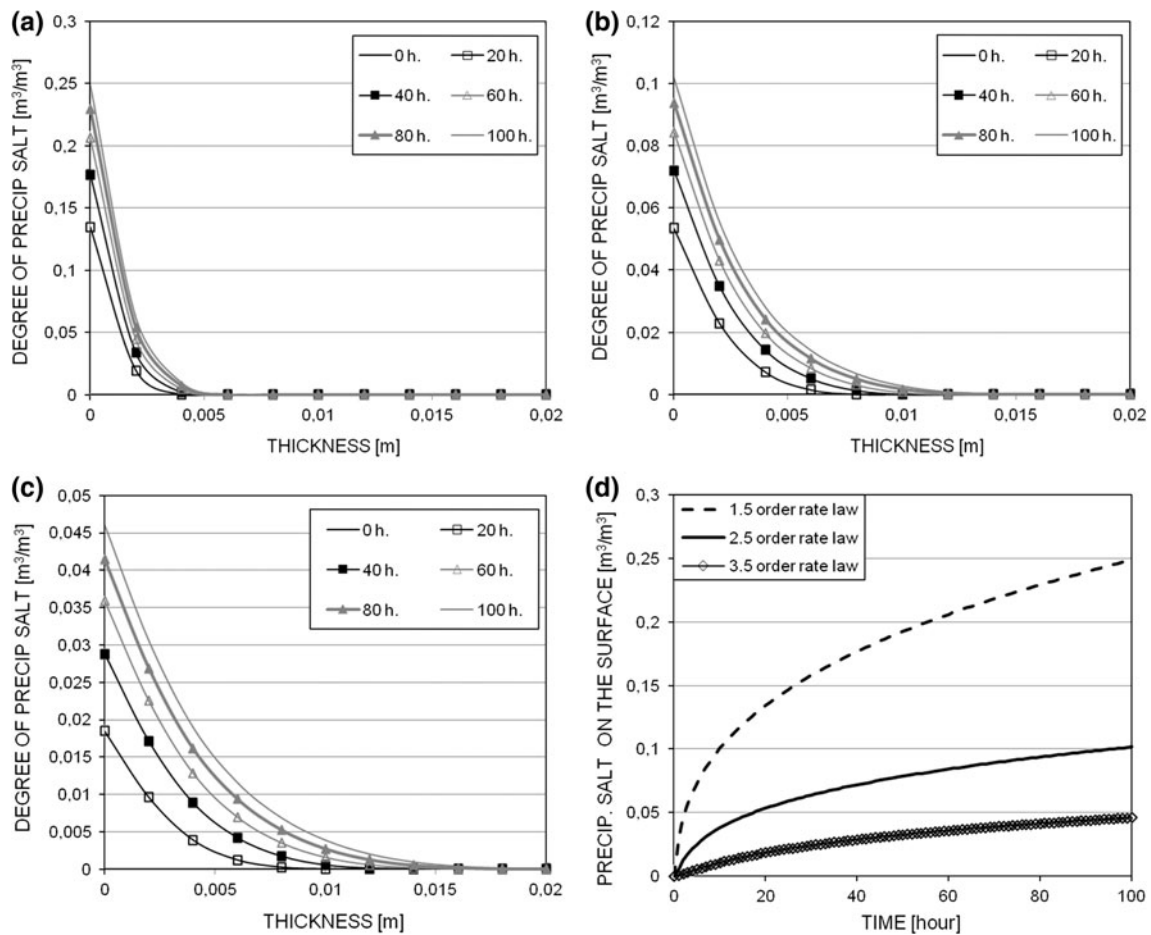 (a)
DEGREE OF PRECIP SALT [m³/m³]
0,3
0,25
0,2
0,15
0,1
0,05
0
0 h. 20 h.
40 h. 60 h.
80 h. 100 h.
0 0,005 0,01 0,015 0,02
THICKNESS [m]
(b)
DEGREE OF PRECIP SALT [m³/m³]
0,12
0,1
0,08
0,06
0,04
0,02
0
0 h. 20 h.
40 h. 60 h.
80 h. 100 h.
0 0,005 0,01 0,015 0,02
THICKNESS [m]
(c)
DEGREE OF PRECIP SALT [m³/m³]
0,05
0,045
0,04
0,035
0,03
0,025
0,02
0,015
0,01
0,005
0
0 h. 20 h.
40 h. 60 h.
80 h. 100 h.
0 0,005 0,01 0,015 0,02
THICKNESS [m]
(d)
PRECIP. SALT ON THE SURFACE [m³/m³]
0,3
0,25
0,2
0,15
0,1
0,05
0
1.5 order rate law
2.5 order rate law
3.5 order rate law
0 20 40 60 80 100
TIME [hour]